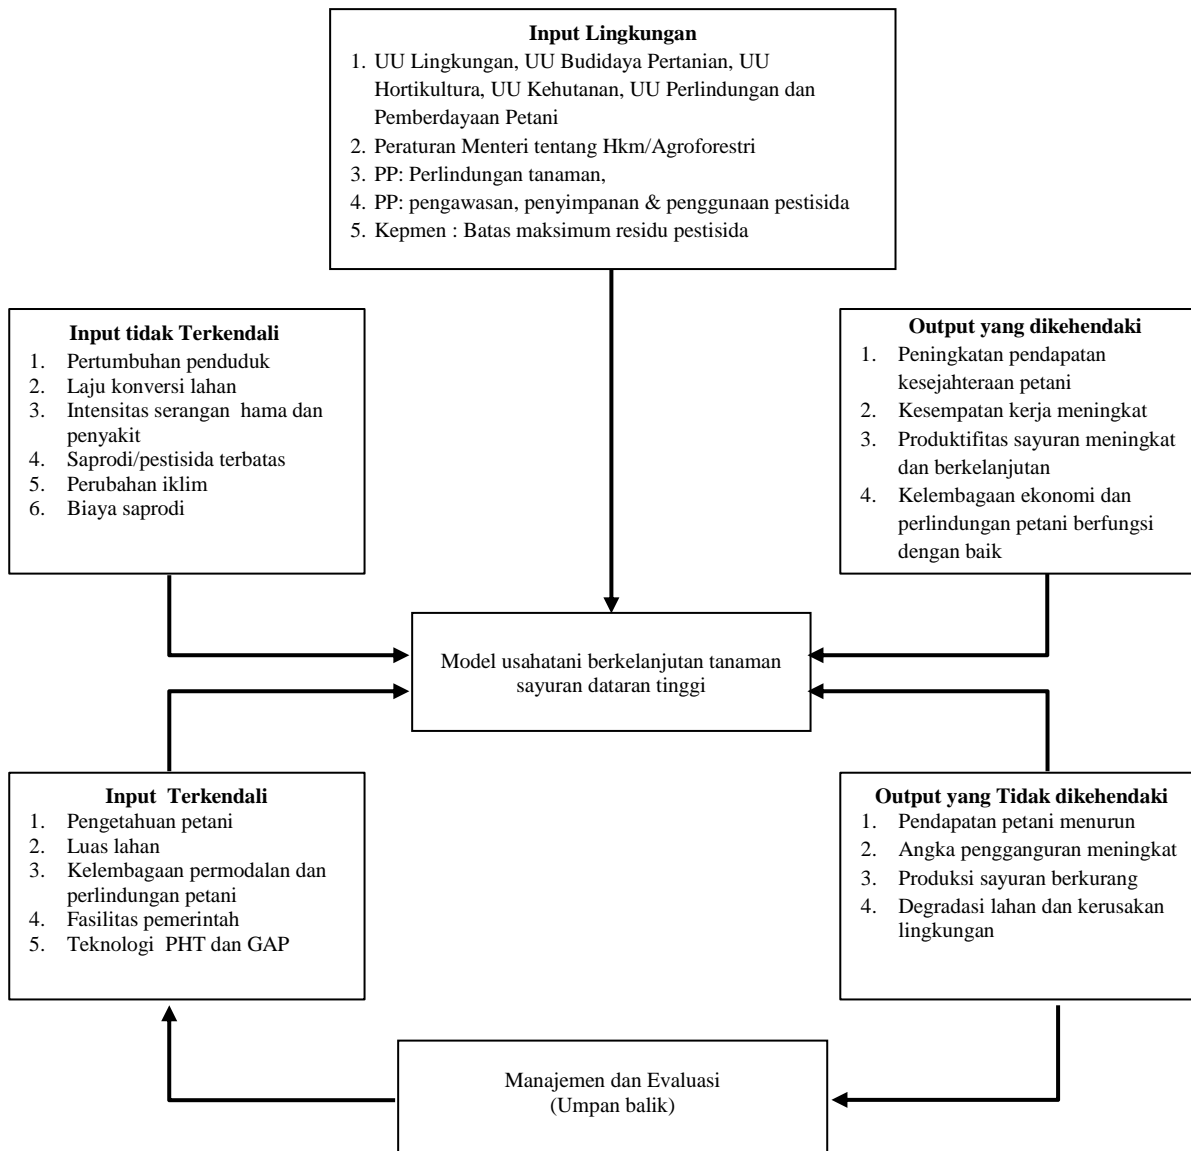 Input Lingkungan
1. UU Lingkungan, UU Budidaya Pertanian, UU
Hortikultura, UU Kehutanan, UU Perlindungan dan
Pemberdayaan Petani
2. Peraturan Menteri tentang Hkm/Agroforestri
3. PP: Perlindungan tanaman,
4. PP: pengawasan, penyimpanan & penggunaan pestisida
5. Kepmen : Batas maksimum residu pestisida
Input tidak Terkendali
1. Pertumbuhan penduduk
2. Laju konversi lahan
3. Intensitas serangan hama dan
penyakit
4. Saprodi/pestisida terbatas
5. Perubahan iklim
6. Biaya saprodi
Output yang dikehendaki
1. Peningkatan pendapatan
kesejahteraan petani
2. Kesempatan kerja meningkat
3. Produktifitas sayuran meningkat
dan berkelanjutan
4. Kelembagaan ekonomi dan
perlindungan petani berfungsi
dengan baik
Model usahatani berkelanjutan tanaman
sayuran dataran tinggi
Input Terkendali
1. Pengetahuan petani
2. Luas lahan
3. Kelembagaan permodalan dan
perlindungan petani
4. Fasilitas pemerintah
5. Teknologi PHT dan GAP
Output yang Tidak dikehendaki
1. Pendapatan petani menurun
2. Angka pengganguran meningkat
3. Produksi sayuran berkurang
4. Degradasi lahan dan kerusakan
lingkungan
Manajemen dan Evaluasi
(Umpan balik)